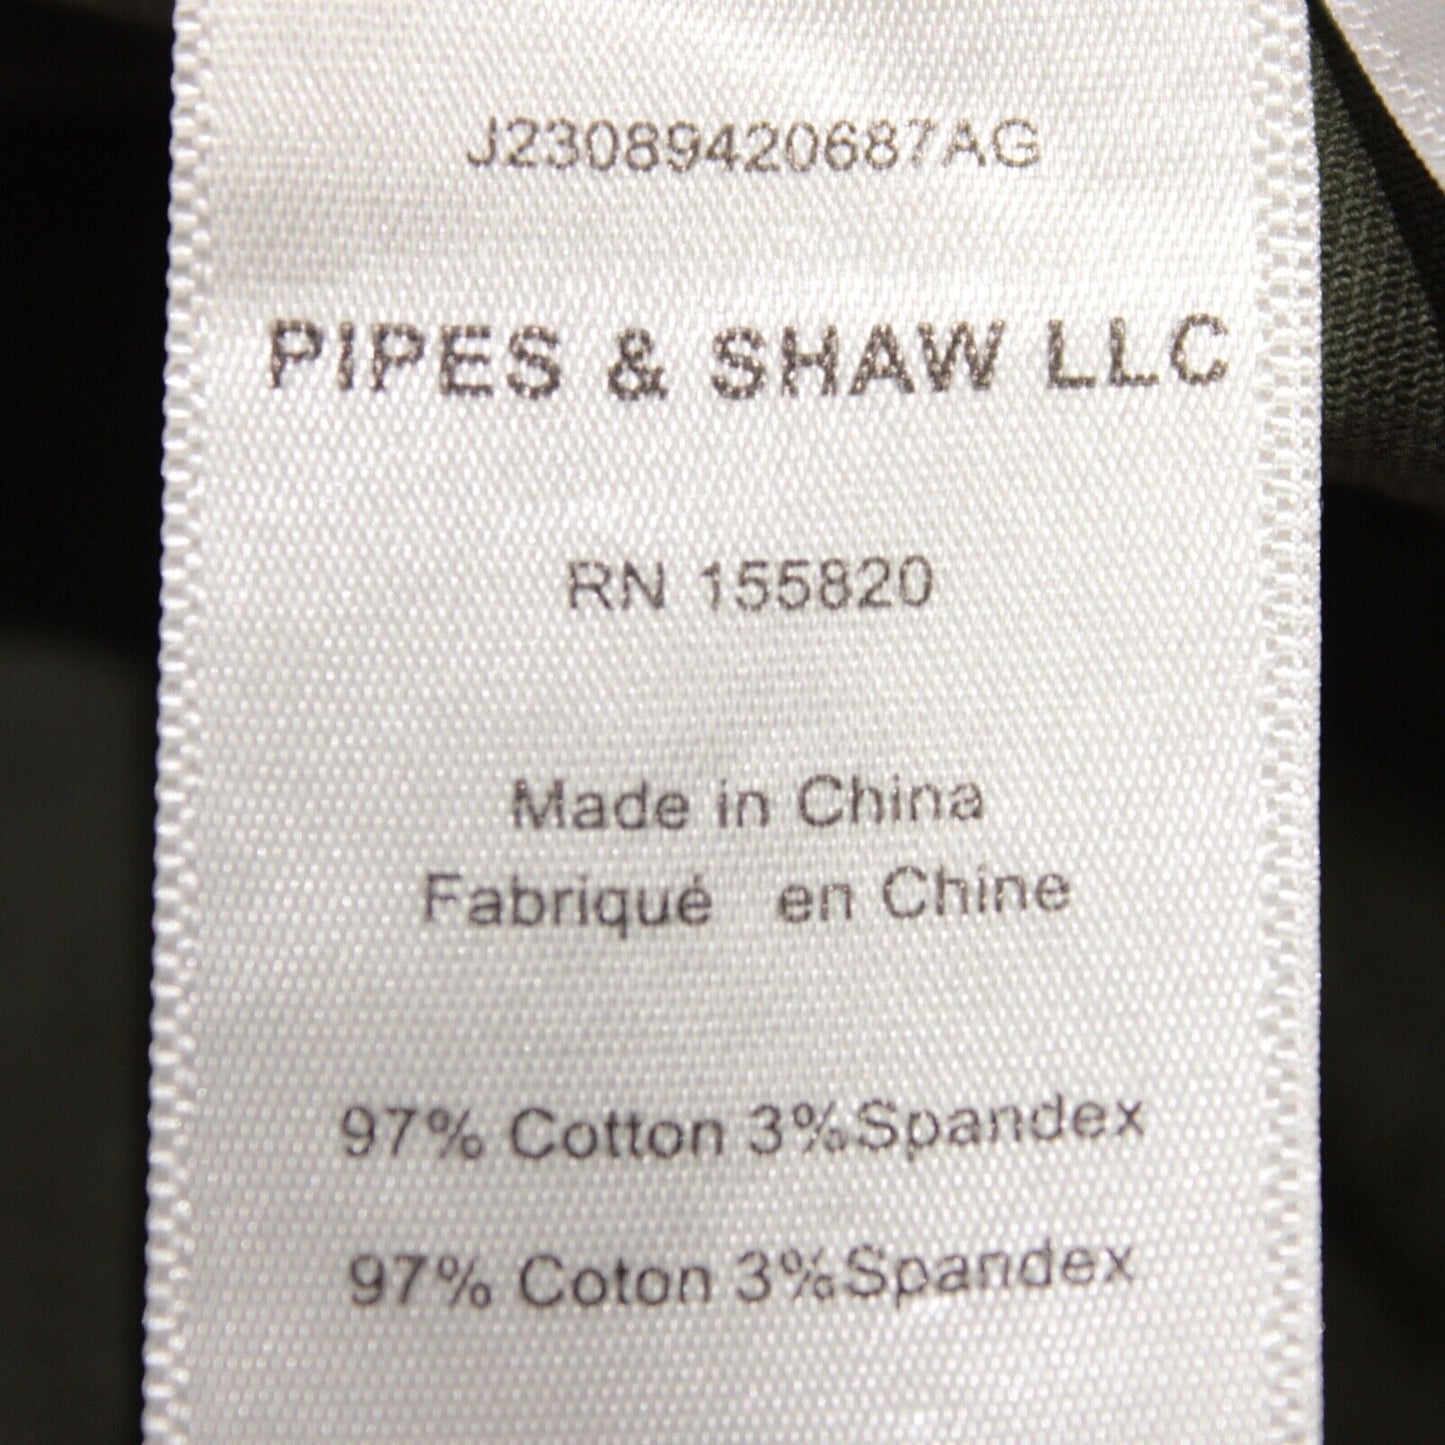 J23089420687AG
PIPES & SHAW LLC
RN 155820
Made in China
Fabriqué en Chine
97% Cotton 3%Spandex
97% Coton 3%Spandex